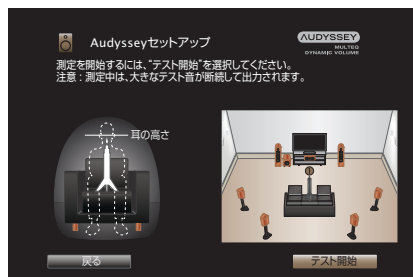 Audysseyセットアップ
AUDYSSEY
MULTEQ
DYNAMIC VOLUME
測定を開始するには、“テスト開始”を選択してください。
注意：測定中は、大きなテスト音が断続して出力されます。
耳の高さ
戻る
テスト開始